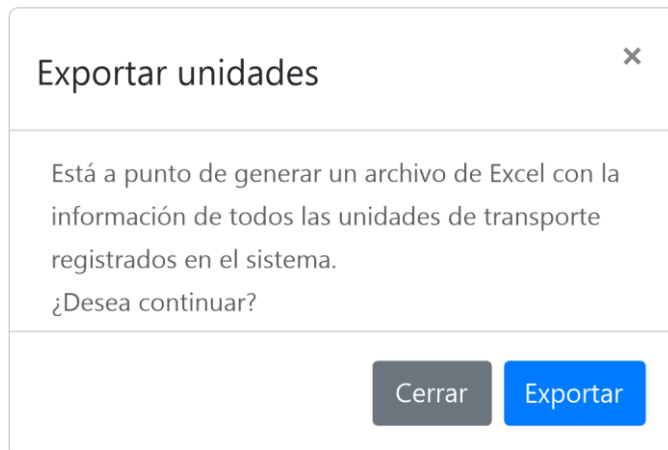 Exportar unidades
×
Está a punto de generar un archivo de Excel con la
información de todos las unidades de transporte
registrados en el sistema.
¿Desea continuar?
Cerrar
Exportar